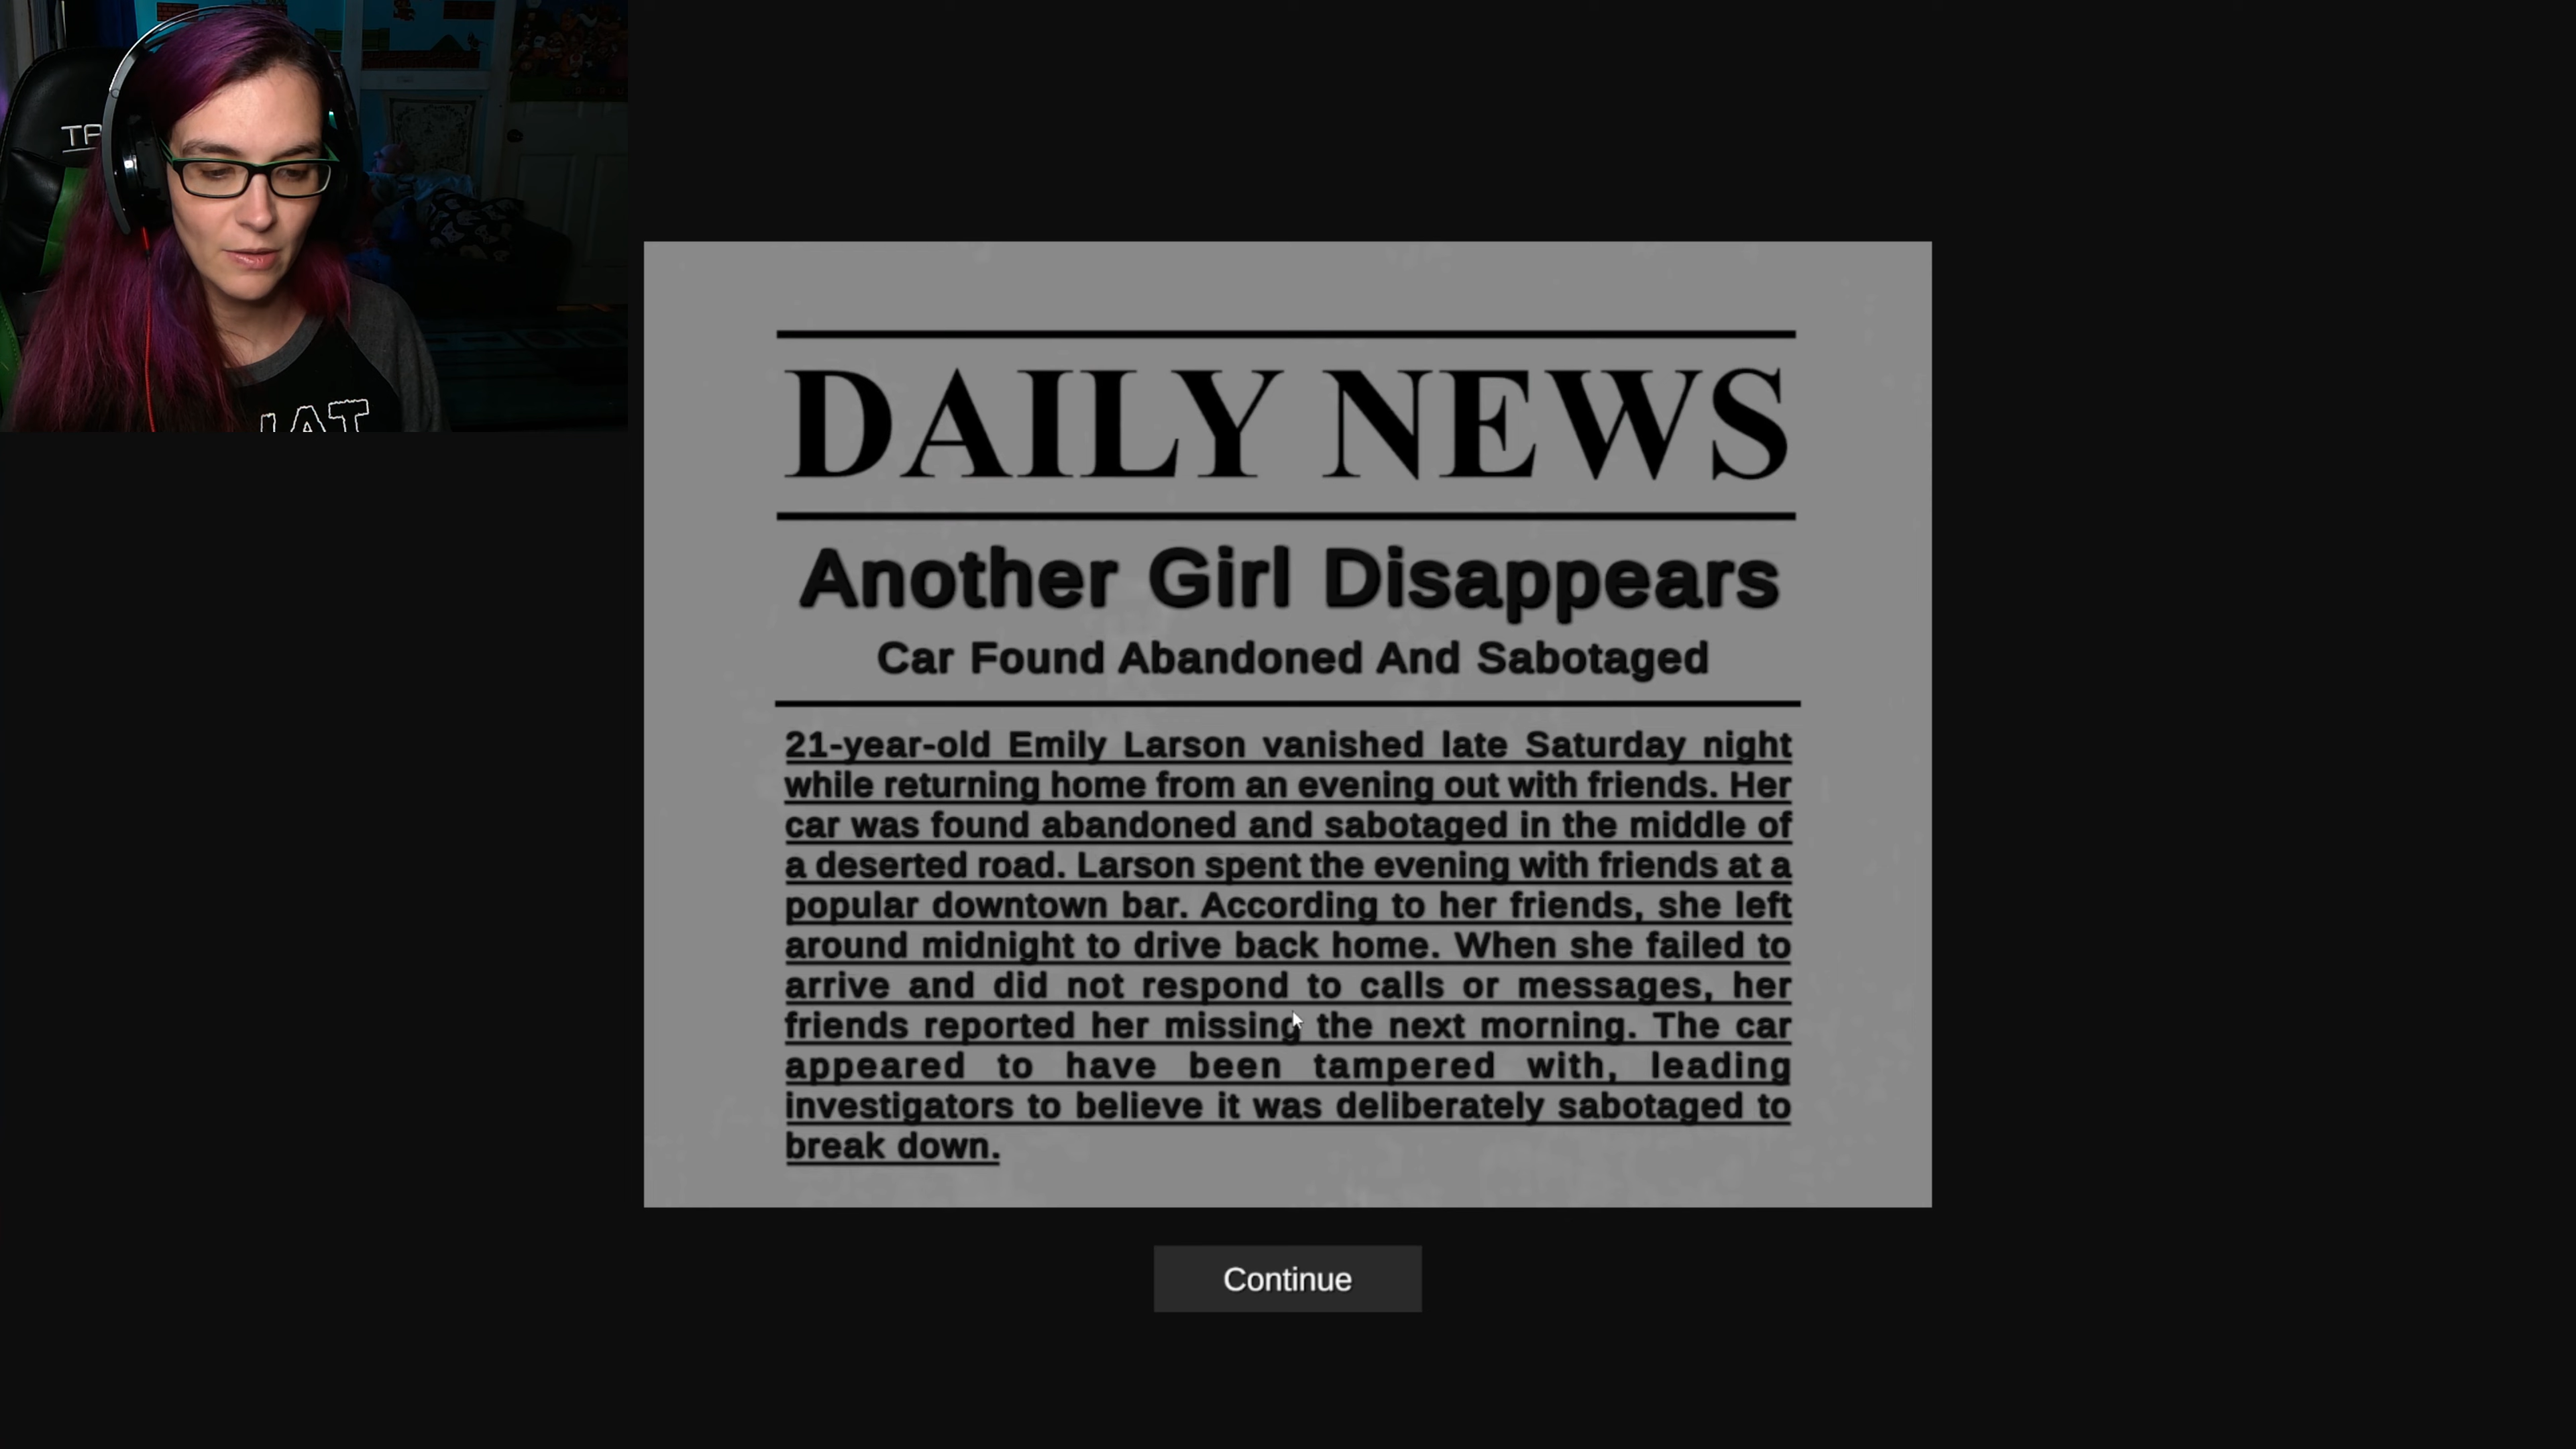 DAILY NEWS
Another Girl Disappears
Car Found Abandoned And Sabotaged
21-year-old Emily Larson vanished late Saturday night
while returning home from an evening out with friends. Her
car was found abandoned and sabotaged in the middle of
a deserted road. Larson spent the evening with friends at a
popular downtown bar. According to her friends, she left
around midnight to drive back home. When she failed to
arrive and did not respond to calls or messages, her
friends reported her missing the next morning. The car
appeared to have been tampered with, leading
investigators to believe it was deliberately sabotaged to
break down.
Continue